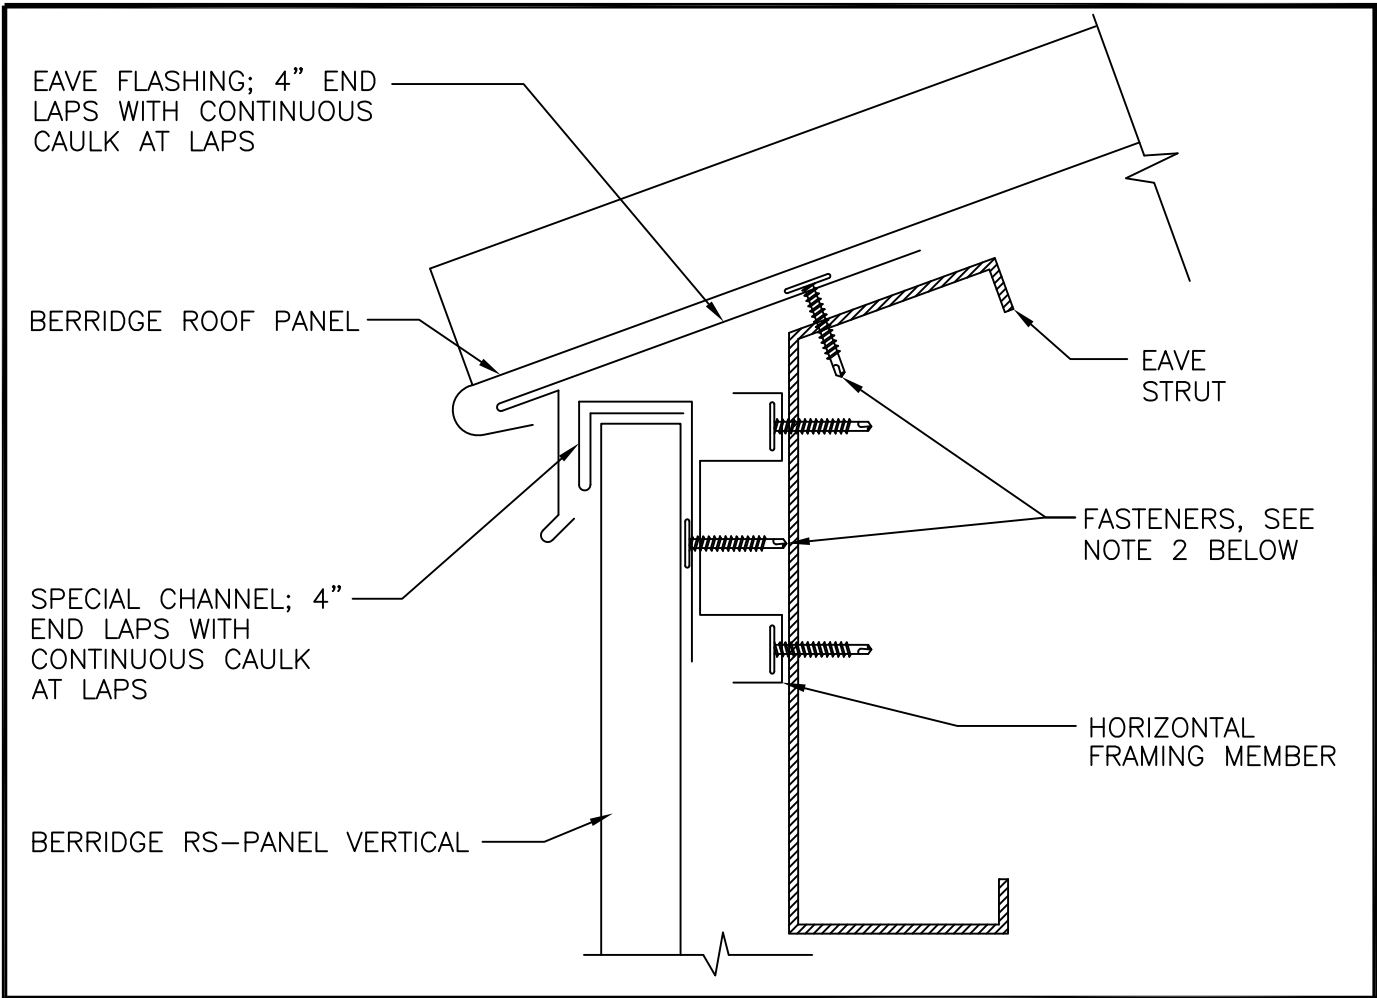 EAVE FLASHING; 4” END
LAPS WITH CONTINUOUS
CAULK AT LAPS
BERRIDGE ROOF PANEL
EAVE
STRUT
FASTENERS, SEE
NOTE 2 BELOW
SPECIAL CHANNEL; 4”
END LAPS WITH
CONTINUOUS CAULK
AT LAPS
HORIZONTAL
FRAMING MEMBER
BERRIDGE RS-PANEL VERTICAL